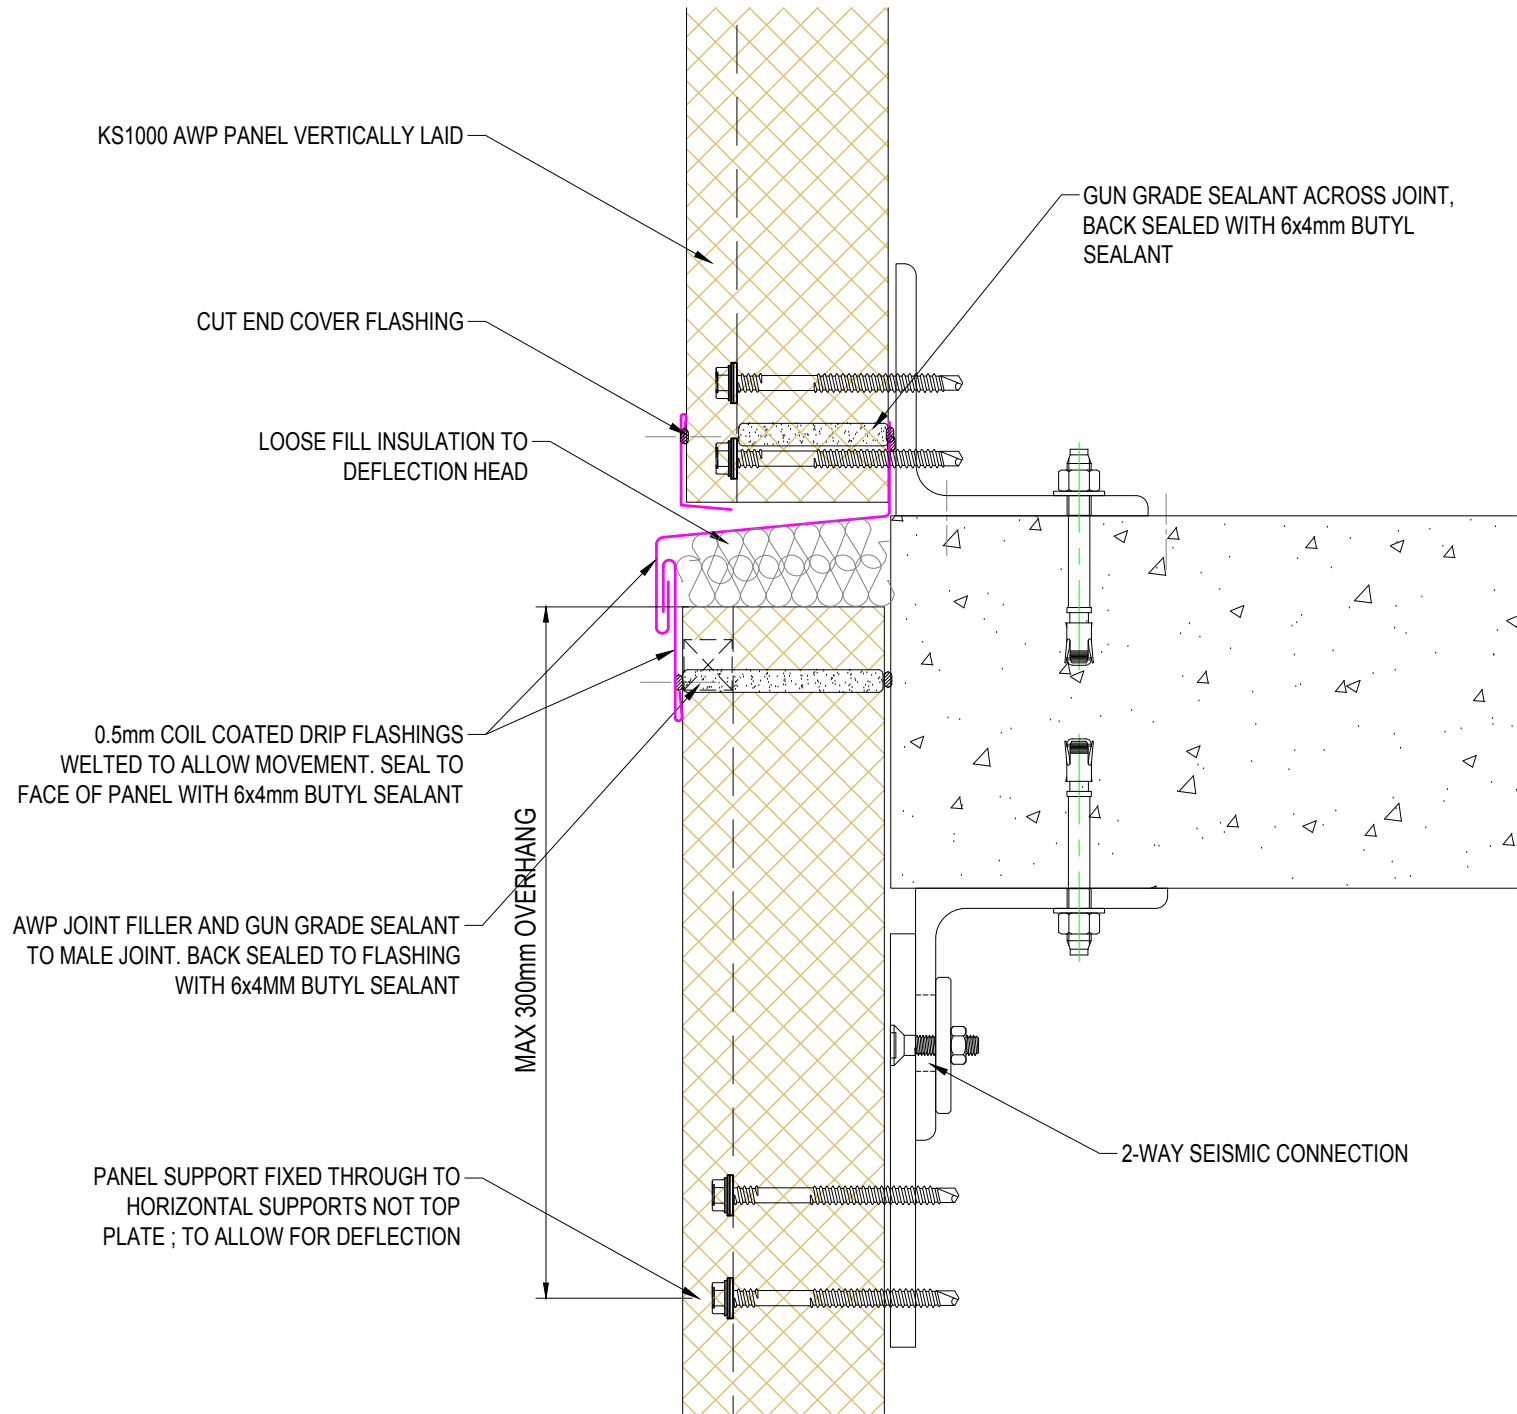 KS1000 AWP PANEL VERTICALLY LAID
GUN GRADE SEALANT ACROSS JOINT,
BACK SEALED WITH 6x4mm BUTYL
SEALANT
CUT END COVER FLASHING
LOOSE FILL INSULATION TO
DEFLECTION HEAD
0.5mm COIL COATED DRIP FLASHINGS
WELTED TO ALLOW MOVEMENT. SEAL TO
FACE OF PANEL WITH 6x4mm BUTYL SEALANT
MAX 300mm OVERHANG
AWP JOINT FILLER AND GUN GRADE SEALANT
TO MALE JOINT. BACK SEALED TO FLASHING
WITH 6x4MM BUTYL SEALANT
2-WAY SEISMIC CONNECTION
PANEL SUPPORT FIXED THROUGH TO
HORIZONTAL SUPPORTS NOT TOP
PLATE ; TO ALLOW FOR DEFLECTION